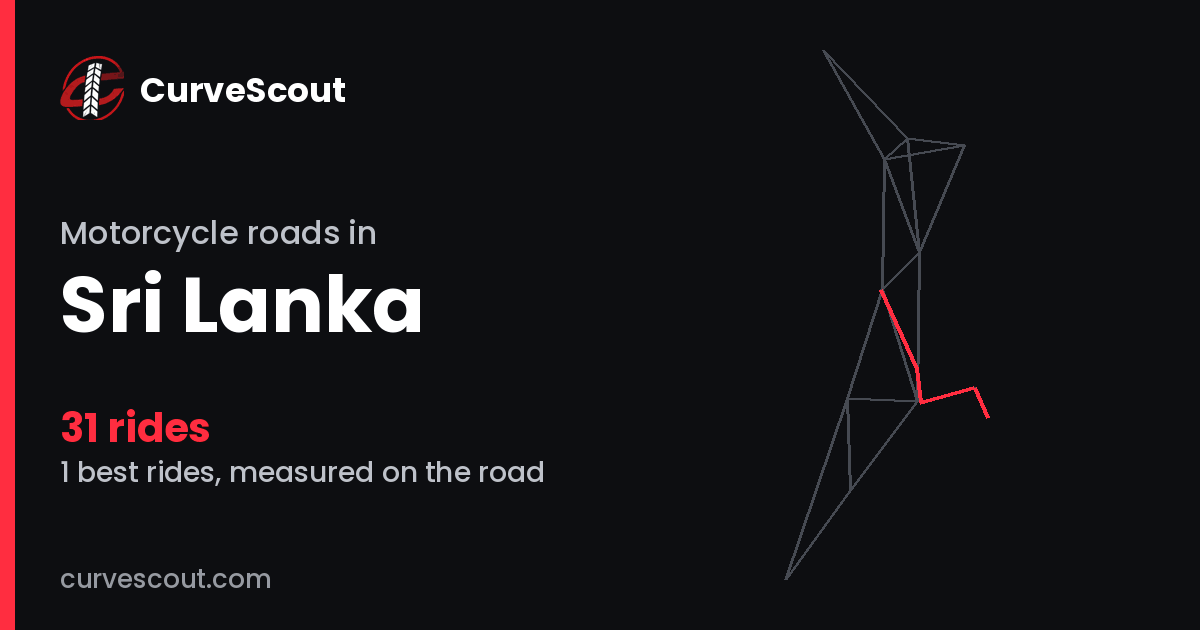 CurveScout
Motorcycle roads in
Sri Lanka
31 rides
1 best rides, measured on the road
curvescout.com